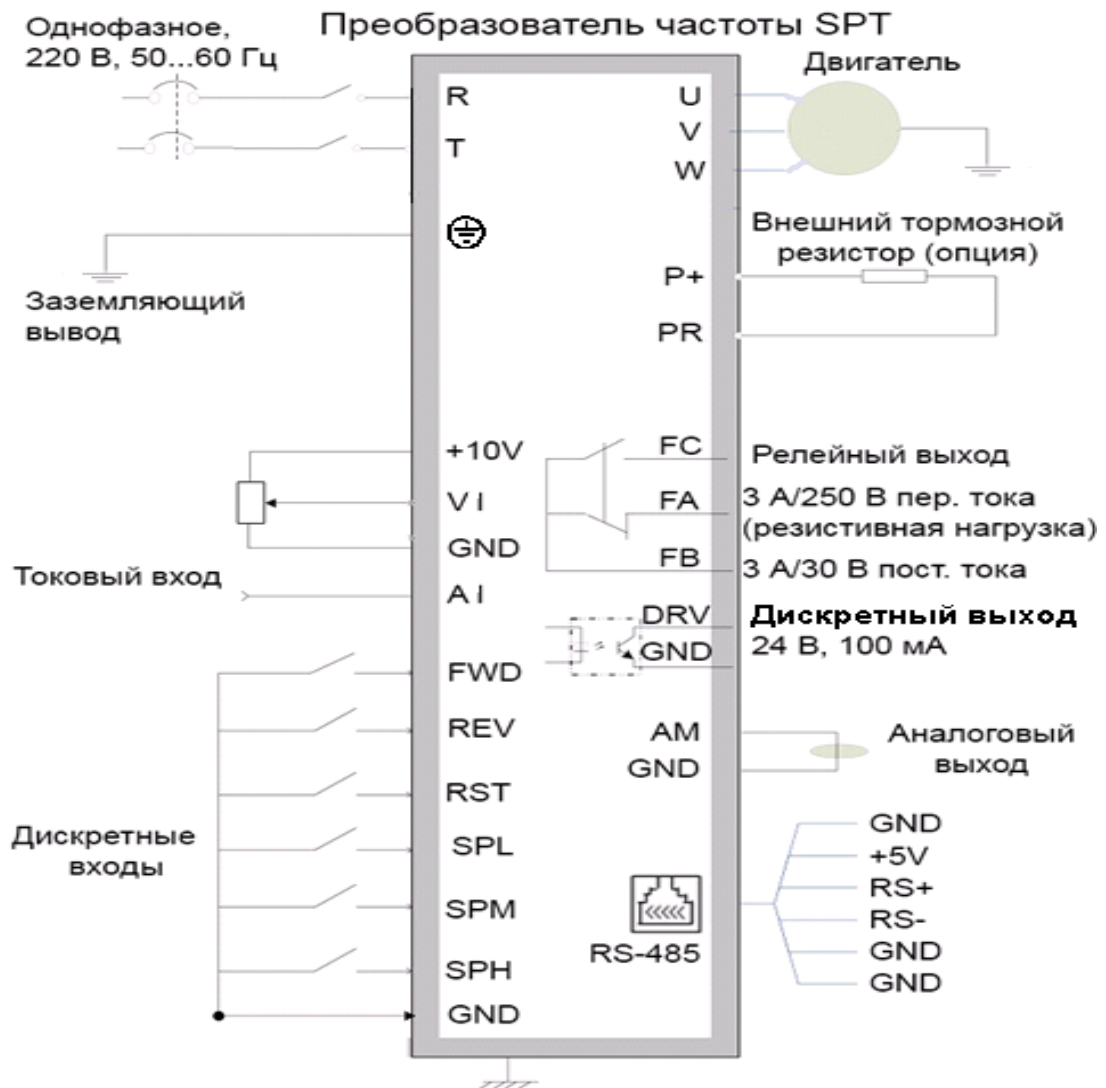 Преобразователь частоты SPT
Однофазное,
220 В, 50...60 Гц
R
T
Заземляющий
вывод
+10V
V I
GND
Токовый вход
A I
FWD
REV
RST
Дискретные
входы
SPL
SPM
SPH
GND
U
V
W
Двигатель
Внешний тормозной
резистор (опция)
P+
PR
FC
Релейный выход
FA
3 А/250 В пер. тока
(резистивная нагрузка)
FB
3 А/30 В пост. тока
DRV
Дискретный выход
GND
24 В, 100 мА
AM
GND
Аналоговый
выход
RS-485
GND
+5V
RS+
RS-
GND
GND